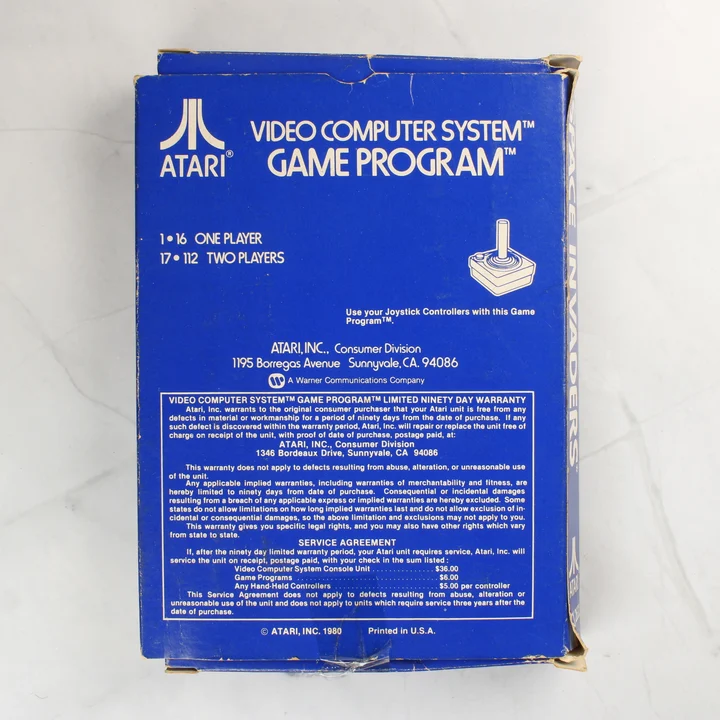 VIDEO COMPUTER SYSTEM™
GAME PROGRAM™
ATARI®
1•16 ONE PLAYER
17•112 TWO PLAYERS
Use your Joystick Controllers with this Game
Program™.
ATARI, INC., Consumer Division
1195 Borregas Avenue Sunnyvale, CA. 94086
A Warner Communications Company
VIDEO COMPUTER SYSTEM™ GAME PROGRAM™ LIMITED NINETY DAY WARRANTY
Atari, Inc. warrants to the original consumer purchaser that your Atari unit is free from any
defects in material or workmanship for a period of ninety days from the date of purchase. If any
such defect is discovered within the warranty period, Atari, Inc. will repair or replace the unit free of
charge on receipt of the unit, with proof of date of purchase, postage paid, at:
ATARI, INC., Consumer Division
1346 Bordeaux Drive, Sunnyvale, CA 94086
This warranty does not apply to defects resulting from abuse, alteration, or unreasonable use
of the unit.
Any applicable implied warranties, including warranties of merchantability and fitness, are
hereby limited to ninety days from date of purchase. Consequential or incidental damages
resulting from a breach of any applicable express or implied warranties are hereby excluded. Some
states do not allow limitations on how long implied warranties last and do not allow exclusion of in-
cidental or consequential damages, so the above limitation and exclusions may not apply to you.
This warranty gives you specific legal rights, and you may also have other rights which vary
from state to state.
SERVICE AGREEMENT
If, after the ninety day limited warranty period, your Atari unit requires service, Atari, Inc. will
service the unit on receipt, postage paid, with your check in the sum listed:
Video Computer System Console Unit . . . . . . . . . . . . . . $36.00
Game Programs . . . . . . . . . . . . . . . . . . . . . . . . . . . . . . $6.00
Any Hand-Held Controllers . . . . . . . . . . . . . . . . . . . . . $5.00 per controller
This Service Agreement does not apply to defects resulting from abuse, alteration or
unreasonable use of the unit and does not apply to units which require service three years after the
date of purchase.
© ATARI, INC. 1980 Printed in U.S.A.
INVADERS